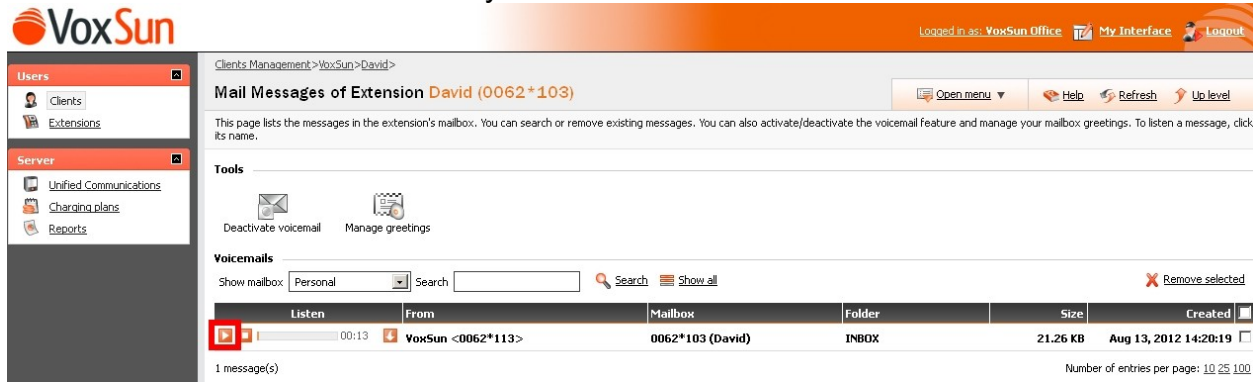 VoxSun
Logged in as: VoxSun Office My Interface Logout
Users
Clients
Extensions
Server
Unified Communications
Charging plans
Reports
Clients Management>VoxSun>David>
Mail Messages of Extension David (0062*103)
Open menu ▼ Help Refresh Up level
This page lists the messages in the extension's mailbox. You can search or remove existing messages. You can also activate/deactivate the voicemail feature and manage your mailbox greetings. To listen a message, click
its name.
Tools
Deactivate voicemail Manage greetings
Voicemails
Show mailbox Personal Search Search Show all Remove selected
Listen From Mailbox Folder Size Created
00:13 VoxSun <0062*113> 0062*103 (David) INBOX 21.26 KB Aug 13, 2012 14:20:19
1 message(s) Number of entries per page: 10 25 100